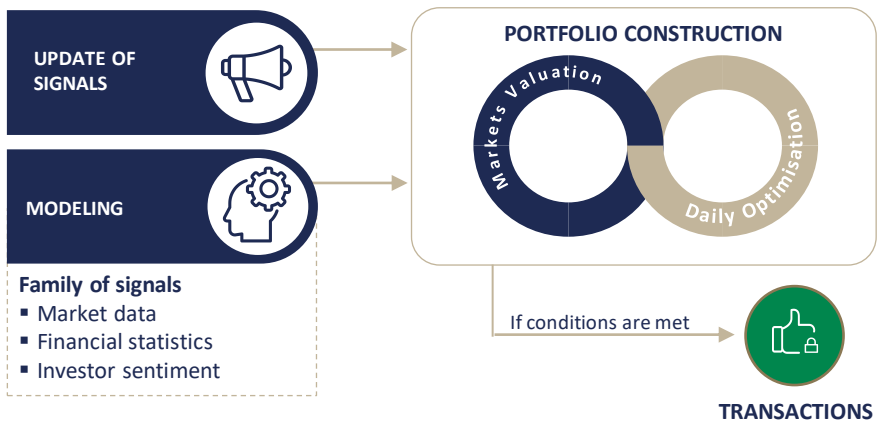 UPDATE OF
SIGNALS
MODELING
Family of signals
▪ Market data
▪ Financial statistics
▪ Investor sentiment
PORTFOLIO CONSTRUCTION
Markets Valuation
Daily Optimisation
If conditions are met
TRANSACTIONS